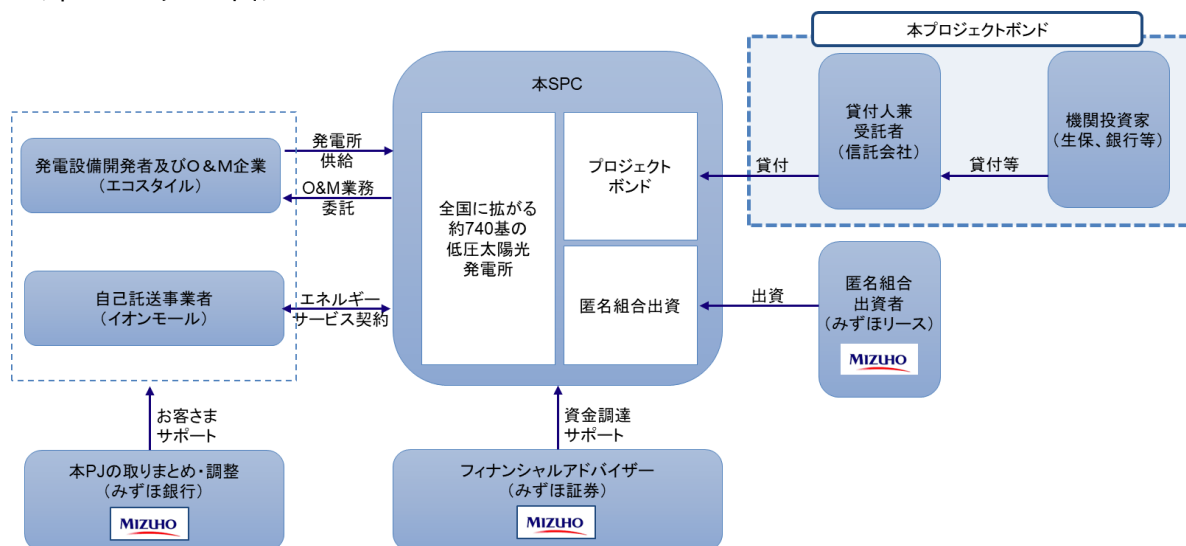 本プロジェクトボンド
本SPC
貸付人兼
受託者
(信託会社)
機関投資家
(生保、銀行等)
発電設備開発者及びO&M企業
(エコスタイル)
発電所
供給
O&M業務
委託
全国に拡がる
約740基の
低圧太陽光
発電所
プロジェクト
ボンド
貸付
貸付等
自己託送事業者
(イオンモール)
エネルギー
サービス契約
匿名組合出資
出資
匿名組合
出資者
(みずほリース)
MIZUHO
お客さま
サポート
資金調達
サポート
本PJの取りまとめ・調整
(みずほ銀行)
MIZUHO
フィナンシャルアドバイザー
(みずほ証券)
MIZUHO